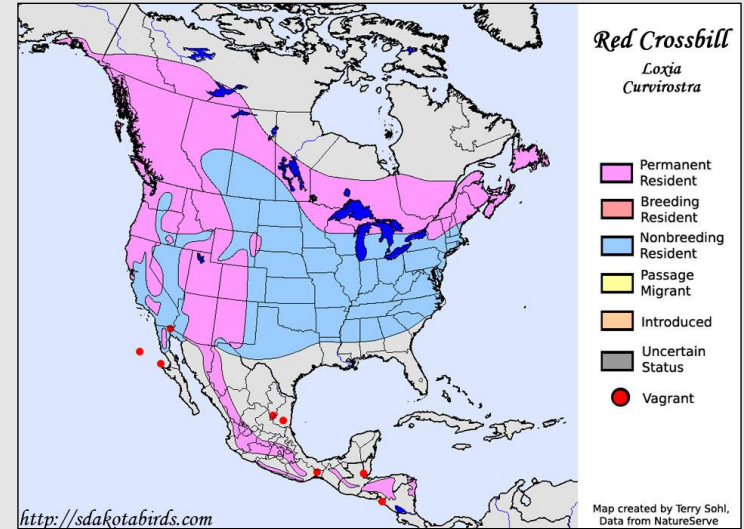 Red Crossbill
Loxia
Curvirostra
Permanent
Resident
Breeding
Resident
Nonbreeding
Resident
Passage
Migrant
Introduced
Uncertain
Status
Vagrant
http://sdakotabirds.com
Map created by Terry Sohl,
Data from NatureServe